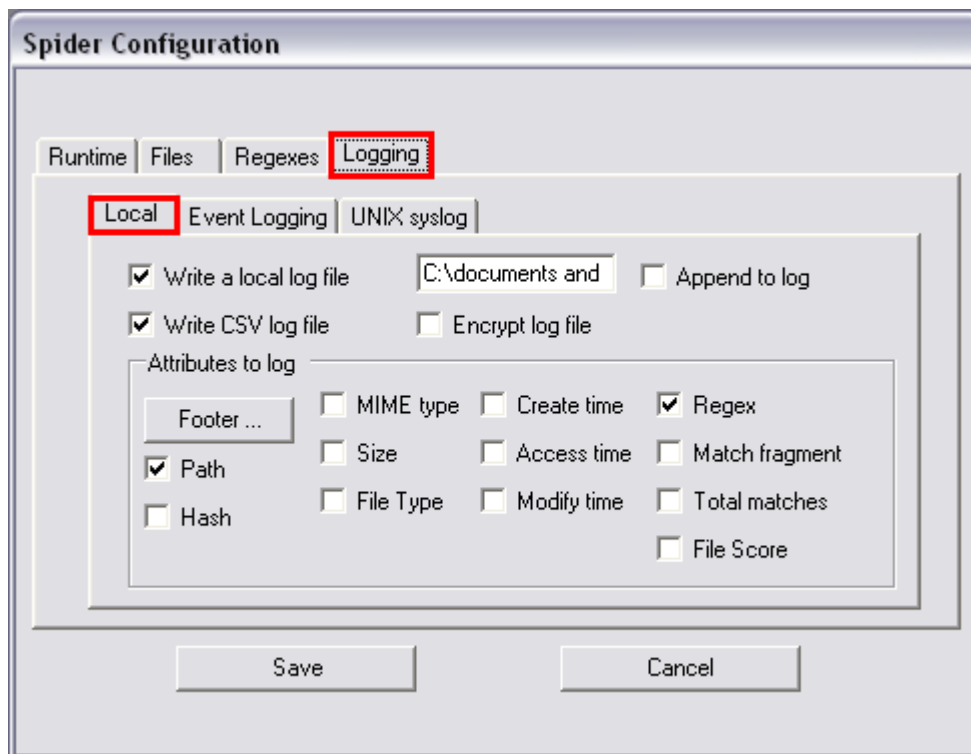 Spider Configuration
Runtime Files Regexes Logging
Local Event Logging UNIX syslog
Write a local log file C:\documents and Append to log
Write CSV log file Encrypt log file
Attributes to log
Footer ... MIME type Create time Regex
Path Size Access time Match fragment
Hash File Type Modify time Total matches
File Score
Save Cancel